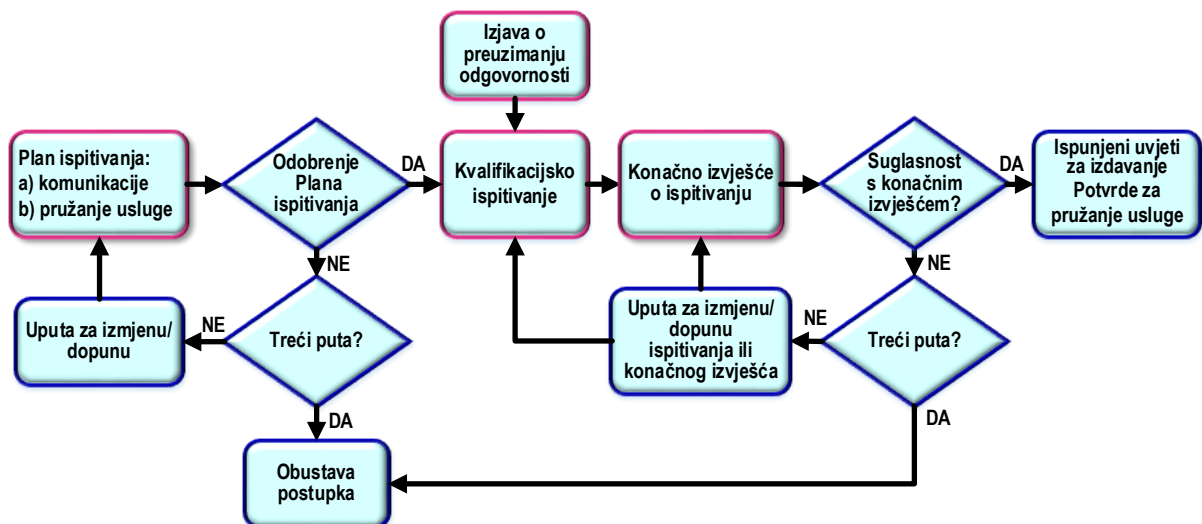 Izjava o
preuzimanju
odgovornosti
Plan ispitivanja:
a) komunikacije
b) pružanje usluge
Odobrenje
Plana
ispitivanja
DA
Kvalifikacijsko
ispitivanje
Konačno izvješće
o ispitivanju
Suglasnost
s konačnim
izvješćem?
DA
Ispunjeni uvjeti
za izdavanje
Potvrde za
pružanje usluge
NE
NE
Uputa za izmjenu/
dopunu
NE
Treći puta?
Uputa za izmjenu/
dopunu
ispitivanja ili
konačnog izvješća
NE
Treći puta?
DA
DA
Obustava
postupka